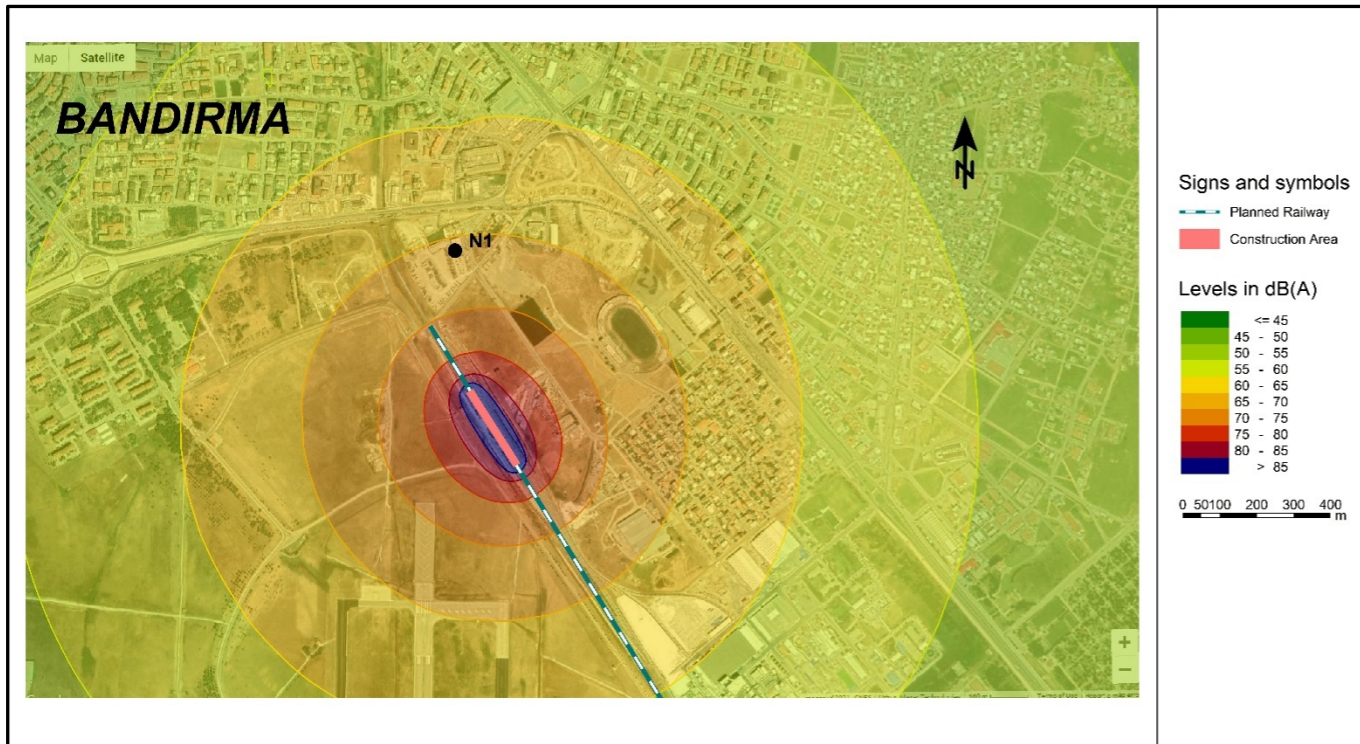 Map Satellite
BANDIRMA
N
N1
Signs and symbols
Planned Railway
Construction Area
Levels in dB(A)
<= 45
45 - 50
50 - 55
55 - 60
60 - 65
65 - 70
70 - 75
75 - 80
80 - 85
> 85
0 50100 200 300 400
m
+
−